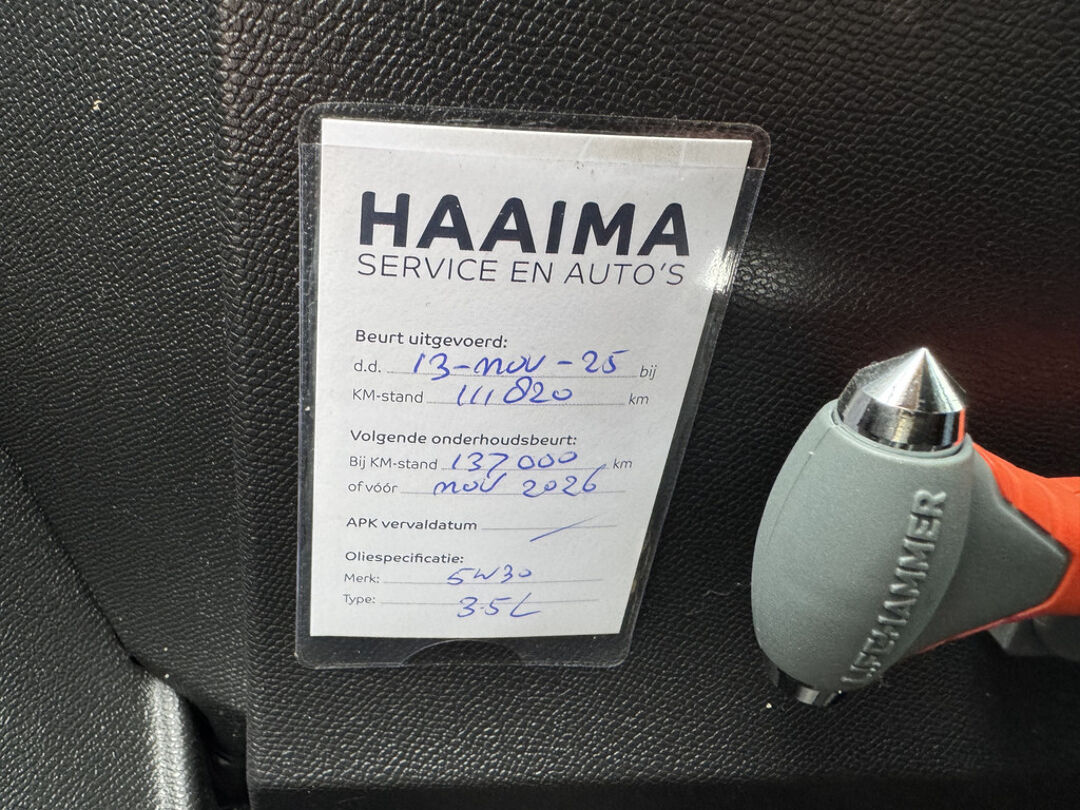 HAAIMA
SERVICE EN AUTO'S
Beurt uitgevoerd:
d.d. 13-nov-25 bij
KM-stand 111820 km
Volgende onderhoudsbeurt:
Bij KM-stand 137000 km
of vóór nov 2026
APK vervaldatum /
Oliespecificatie:
Merk: 5W30
Type: 3.5L
LIFEHAMMER